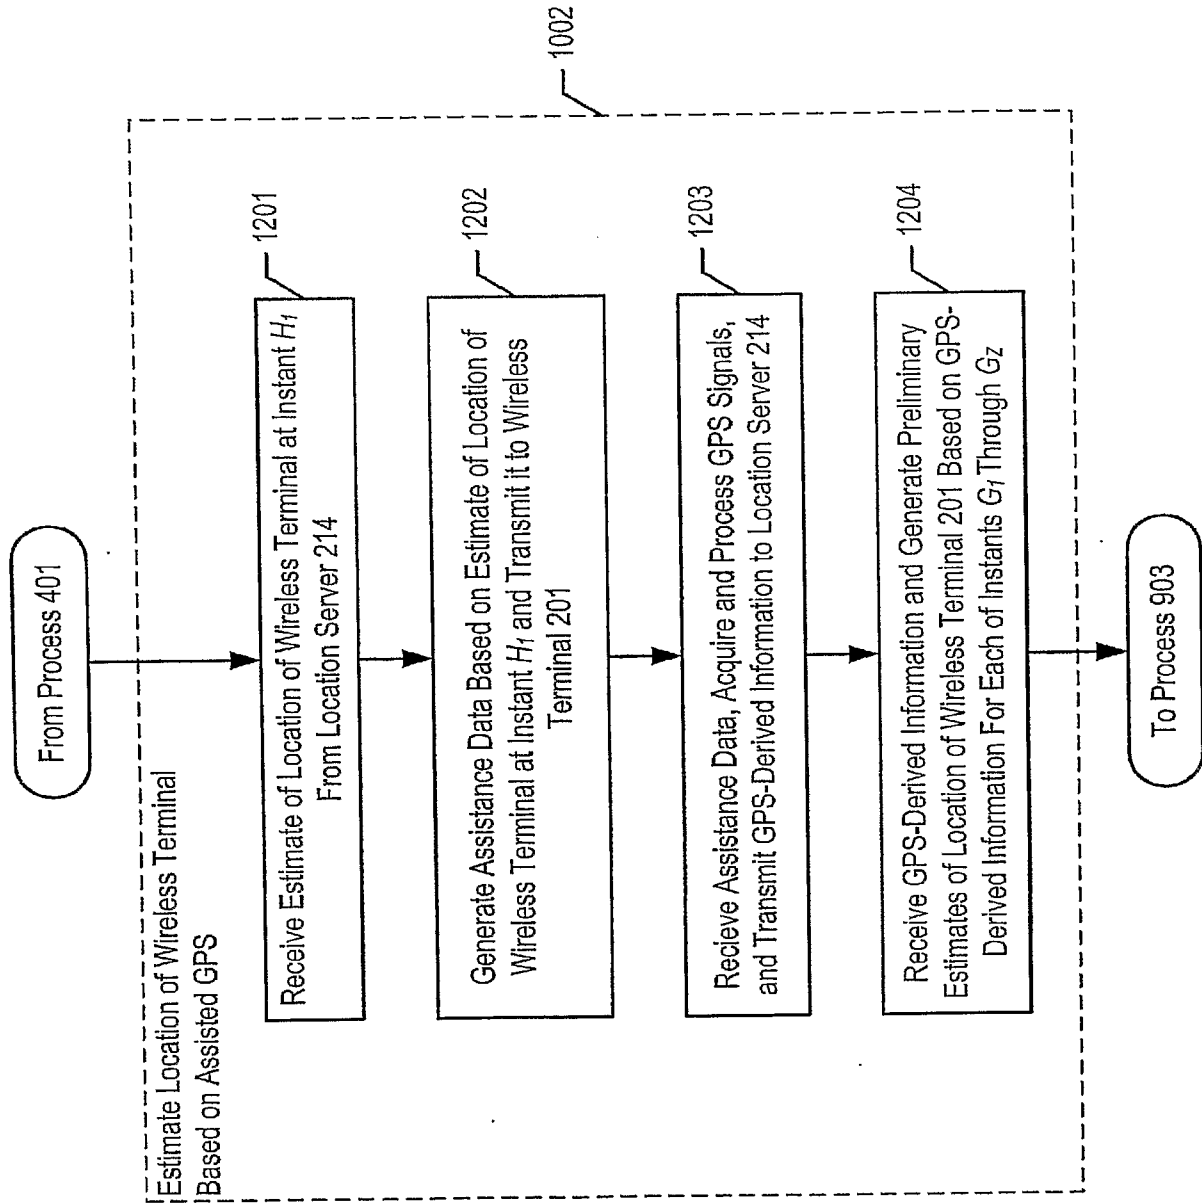 From Process 401
Estimate Location of Wireless Terminal
Based on Assisted GPS
1002
1201
Receive Estimate of Location of Wireless Terminal at Instant H1
From Location Server 214
1202
Generate Assistance Data Based on Estimate of Location of
Wireless Terminal at Instant H1 and Transmit it to Wireless
Terminal 201
1203
Recieve Assistance Data, Acquire and Process GPS Signals,
and Transmit GPS-Derived Information to Location Server 214
1204
Receive GPS-Derived Information and Generate Preliminary
Estimates of Location of Wireless Terminal 201 Based on GPS-
Derived Information For Each of Instants G1 Through GZ
To Process 903